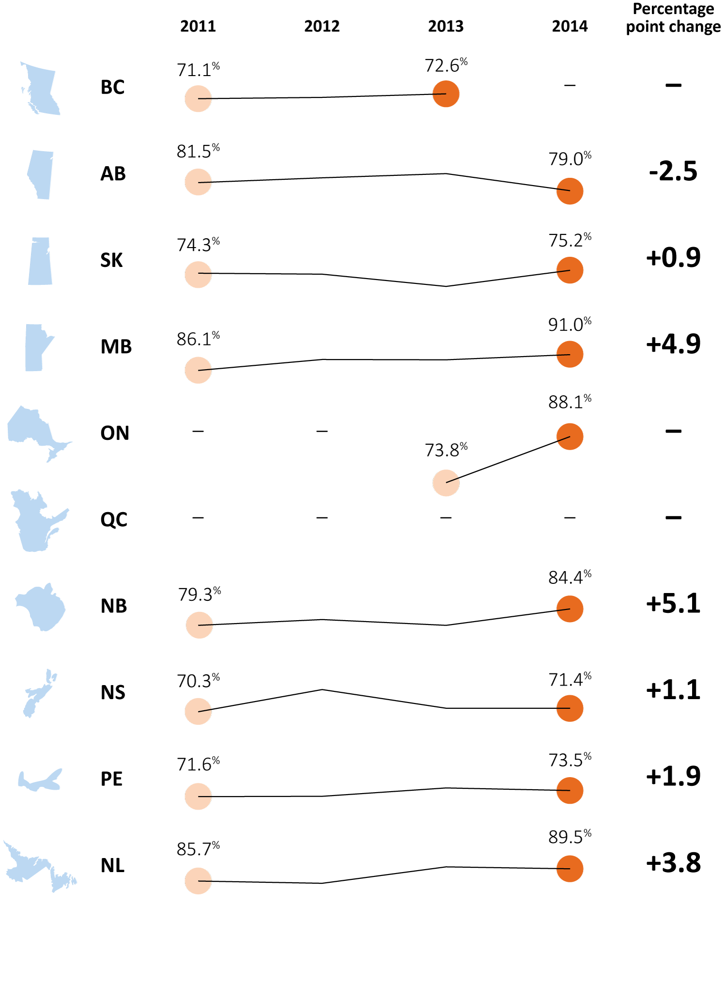 Percentage
2011 2012 2013 2014 point change
71.1% 72.6%
BC – –
81.5% 79.0%
AB -2.5
74.3% 75.2%
SK +0.9
86.1% 91.0%
MB +4.9
88.1%
ON – – –
73.8%
QC – – – – –
79.3% 84.4%
NB +5.1
70.3% 71.4%
NS +1.1
71.6% 73.5%
PE +1.9
85.7% 89.5%
NL +3.8